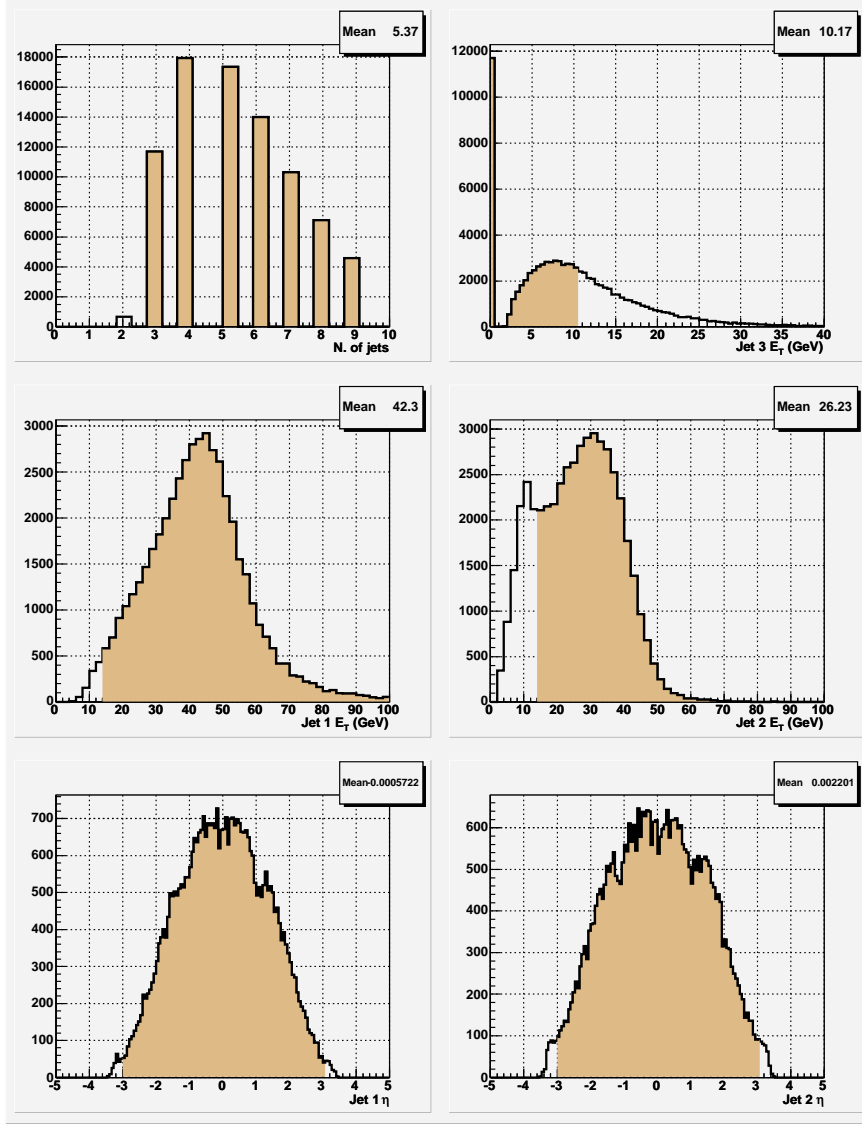 Mean 5.37
18000
16000
14000
12000
10000
8000
6000
4000
2000
0
0 1 2 3 4 5 6 7 8 9 10
N. of jets
Mean 10.17
12000
10000
8000
6000
4000
2000
0
0 5 10 15 20 25 30 35 40
Jet 3 E_T (GeV)
Mean 42.3
3000
2500
2000
1500
1000
500
0
0 10 20 30 40 50 60 70 80 90 100
Jet 1 E_T (GeV)
Mean 26.23
3000
2500
2000
1500
1000
500
0
0 10 20 30 40 50 60 70 80 90 100
Jet 2 E_T (GeV)
Mean-0.0005722
700
600
500
400
300
200
100
0
-5 -4 -3 -2 -1 0 1 2 3 4 5
Jet 1 η
Mean 0.002201
600
500
400
300
200
100
0
-5 -4 -3 -2 -1 0 1 2 3 4 5
Jet 2 η